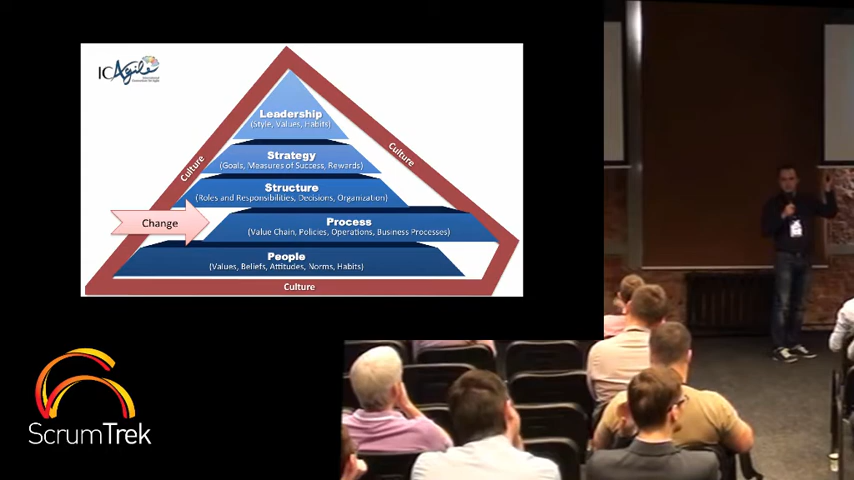 ICAgile
Leadership
(Style, Values, Habits)
Strategy
(Goals, Measures of Success, Rewards)
Structure
(Roles and Responsibilities, Decisions, Organization)
Change
Process
(Value Chain, Policies, Operations, Business Processes)
People
(Values, Beliefs, Attitudes, Norms, Habits)
Culture
Culture
Culture
ScrumTrek